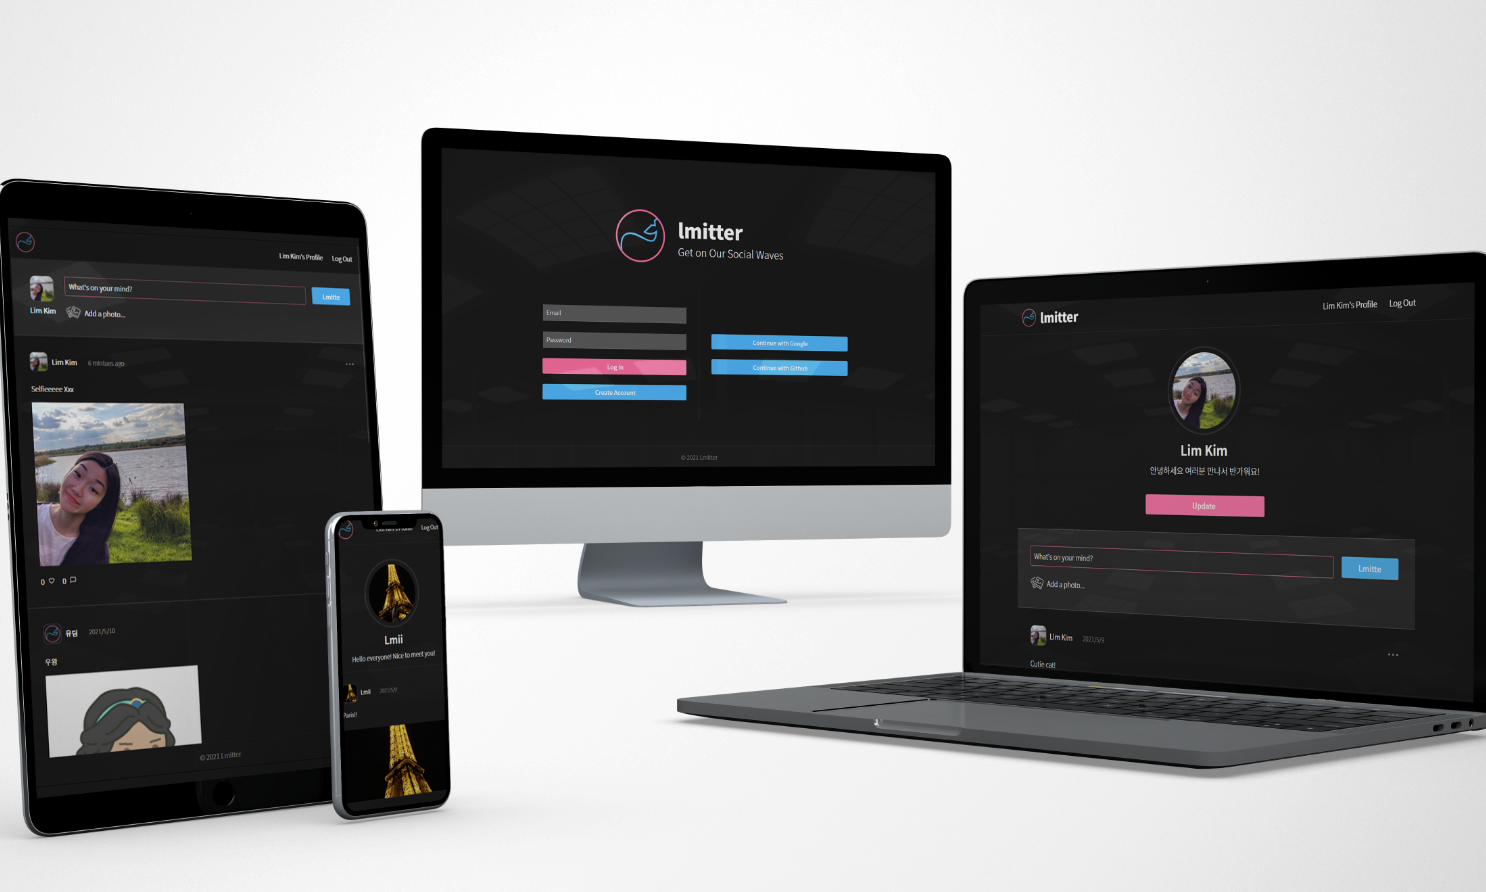 Lim Kim's Profile Log Out
What's on your mind?
Lmitte
Lim Kim
Add a photo...
Lim Kim 6 minutes ago
Selfieeeee Xxx
0 0
유딤 2021/5/10
우왕
© 2021 Lmitter
Log Out
Lmii
Hello everyone! Nice to meet you!
Lmii 2021/5/9
Paris!!
lmitter
Get on Our Social Waves
Email
Password
Log In
Create Account
Continue with Google
Continue with Github
© 2021 Lmitter
lmitter
Lim Kim's Profile Log Out
Lim Kim
안녕하세요 여러분 만나서 반가워요!
Update
What's on your mind?
Lmitte
Add a photo...
Lim Kim 2021/5/9
Cutie cat!